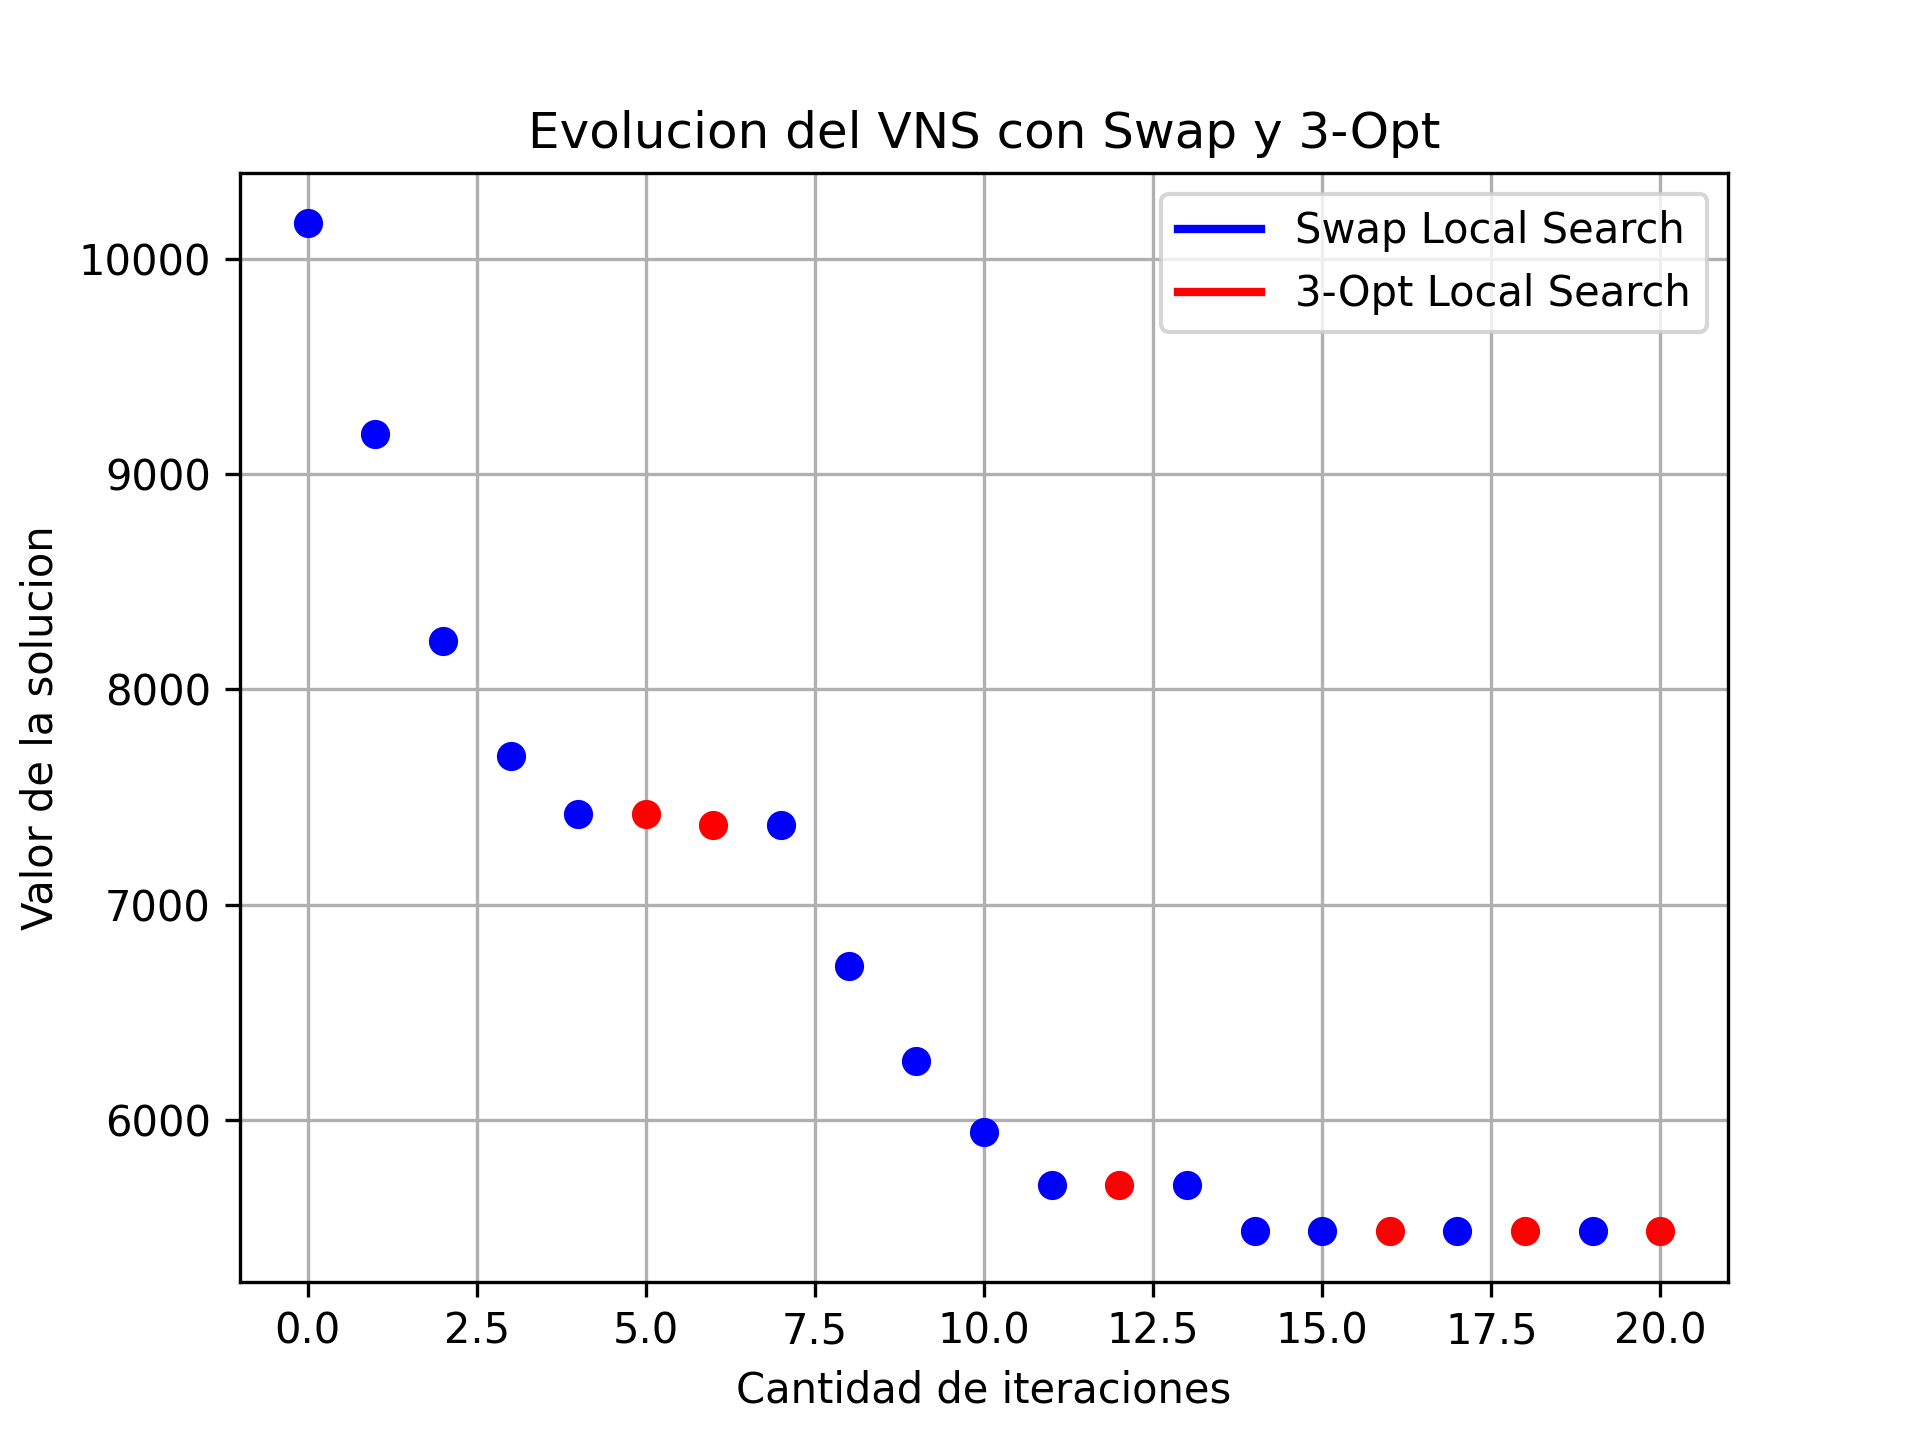 Evolucion del VNS con Swap y 3-Opt
Swap Local Search
3-Opt Local Search
Valor de la solucion
10000
9000
8000
7000
6000
0.0 2.5 5.0 7.5 10.0 12.5 15.0 17.5 20.0
Cantidad de iteraciones